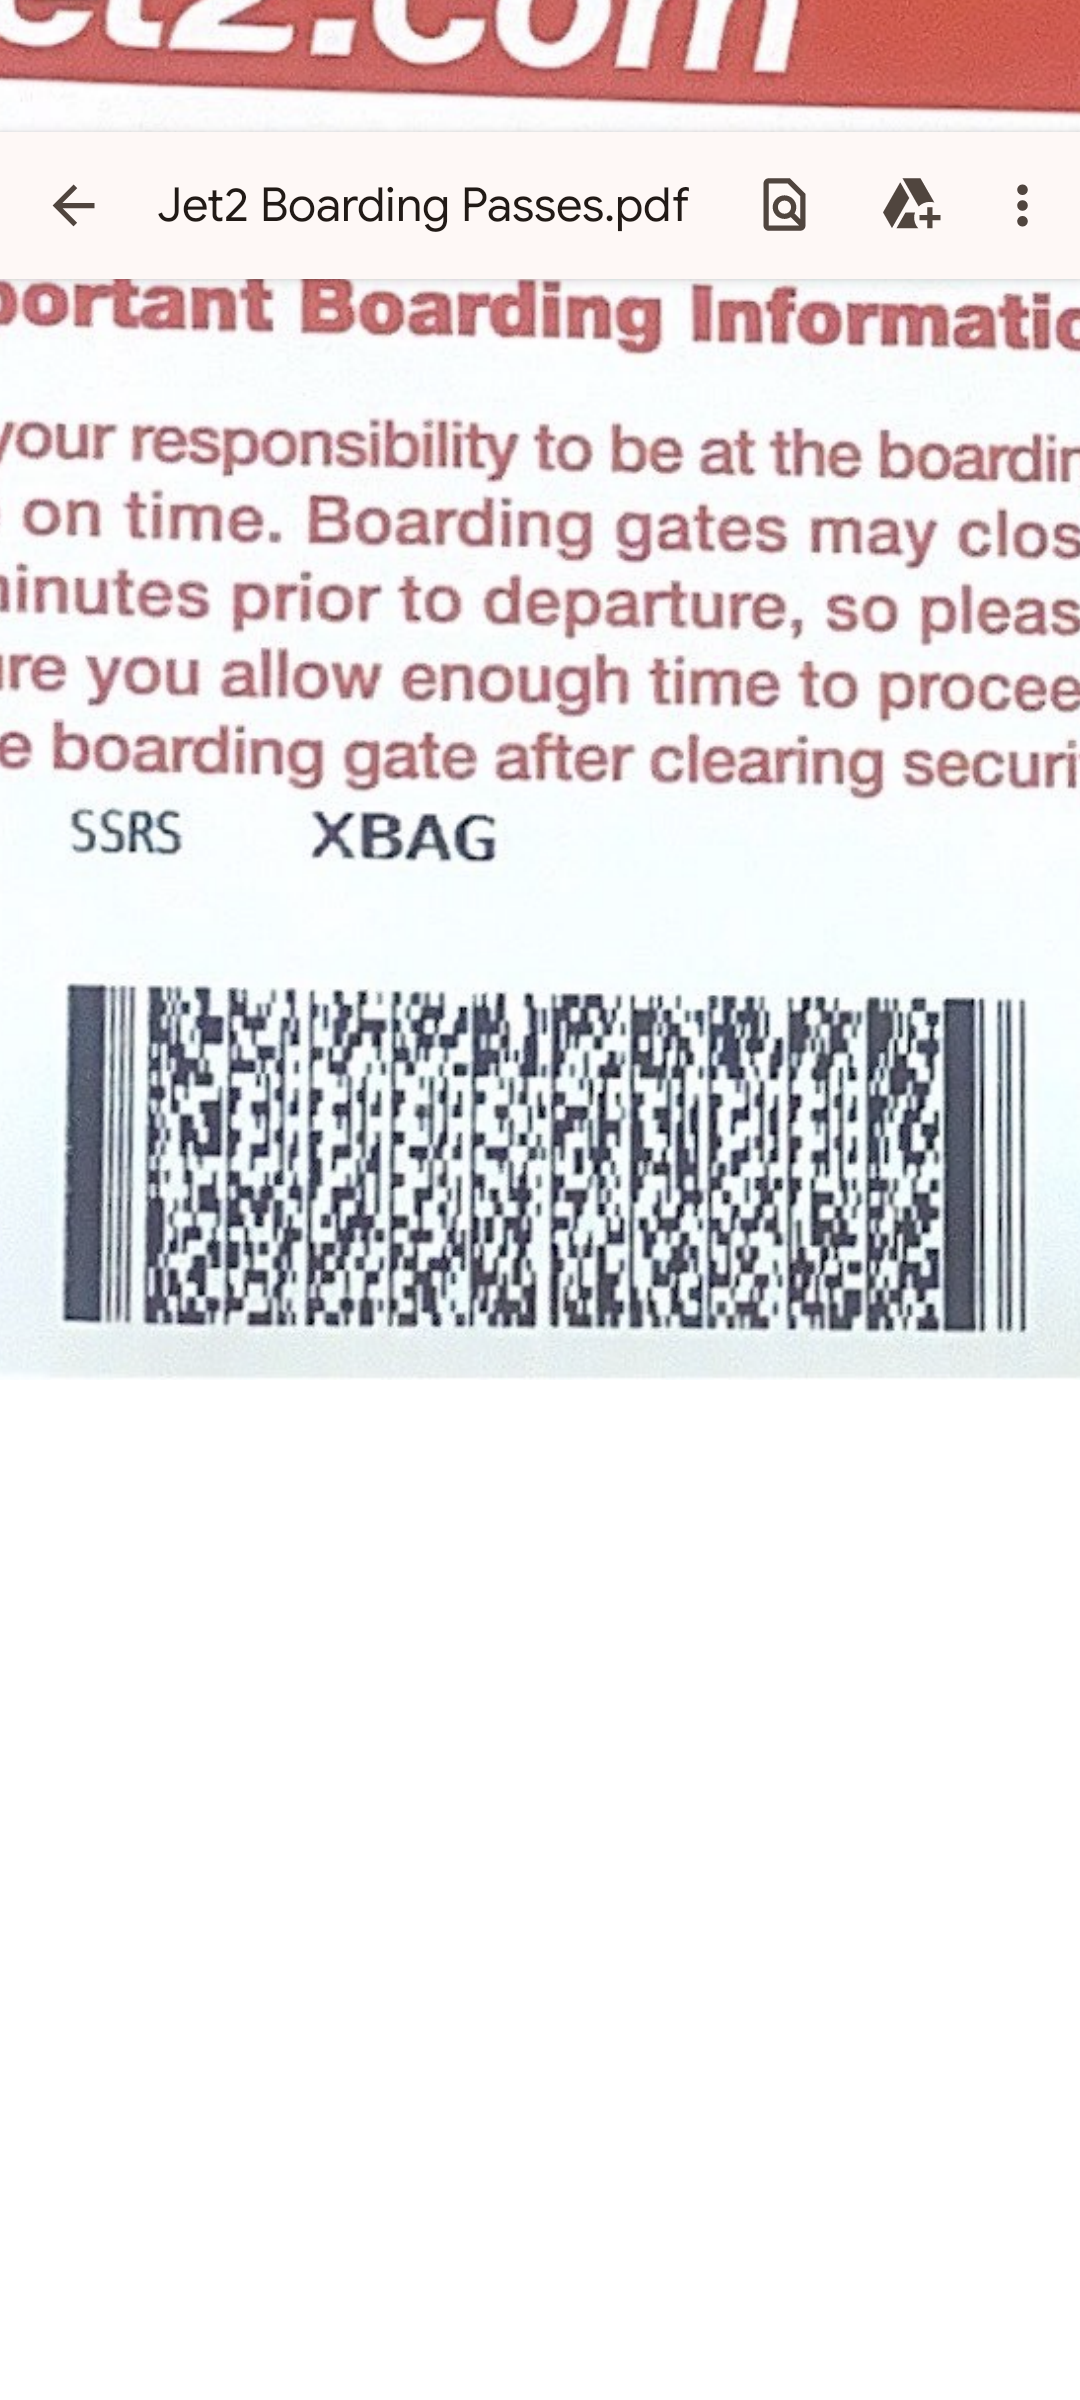 et2.com
Jet2 Boarding Passes.pdf
portant Boarding Informatio
your responsibility to be at the boardin
on time. Boarding gates may clos
minutes prior to departure, so pleas
ure you allow enough time to procee
e boarding gate after clearing securi
SSRS XBAG